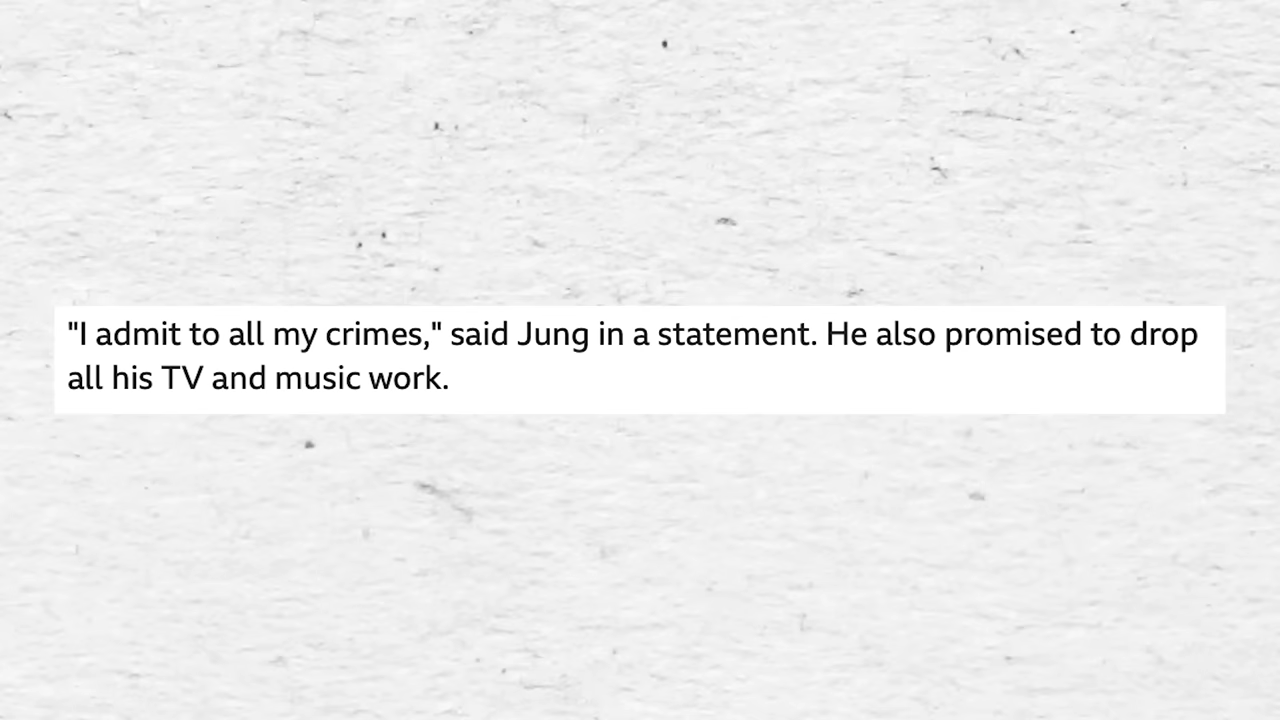 "I admit to all my crimes," said Jung in a statement. He also promised to drop
all his TV and music work.